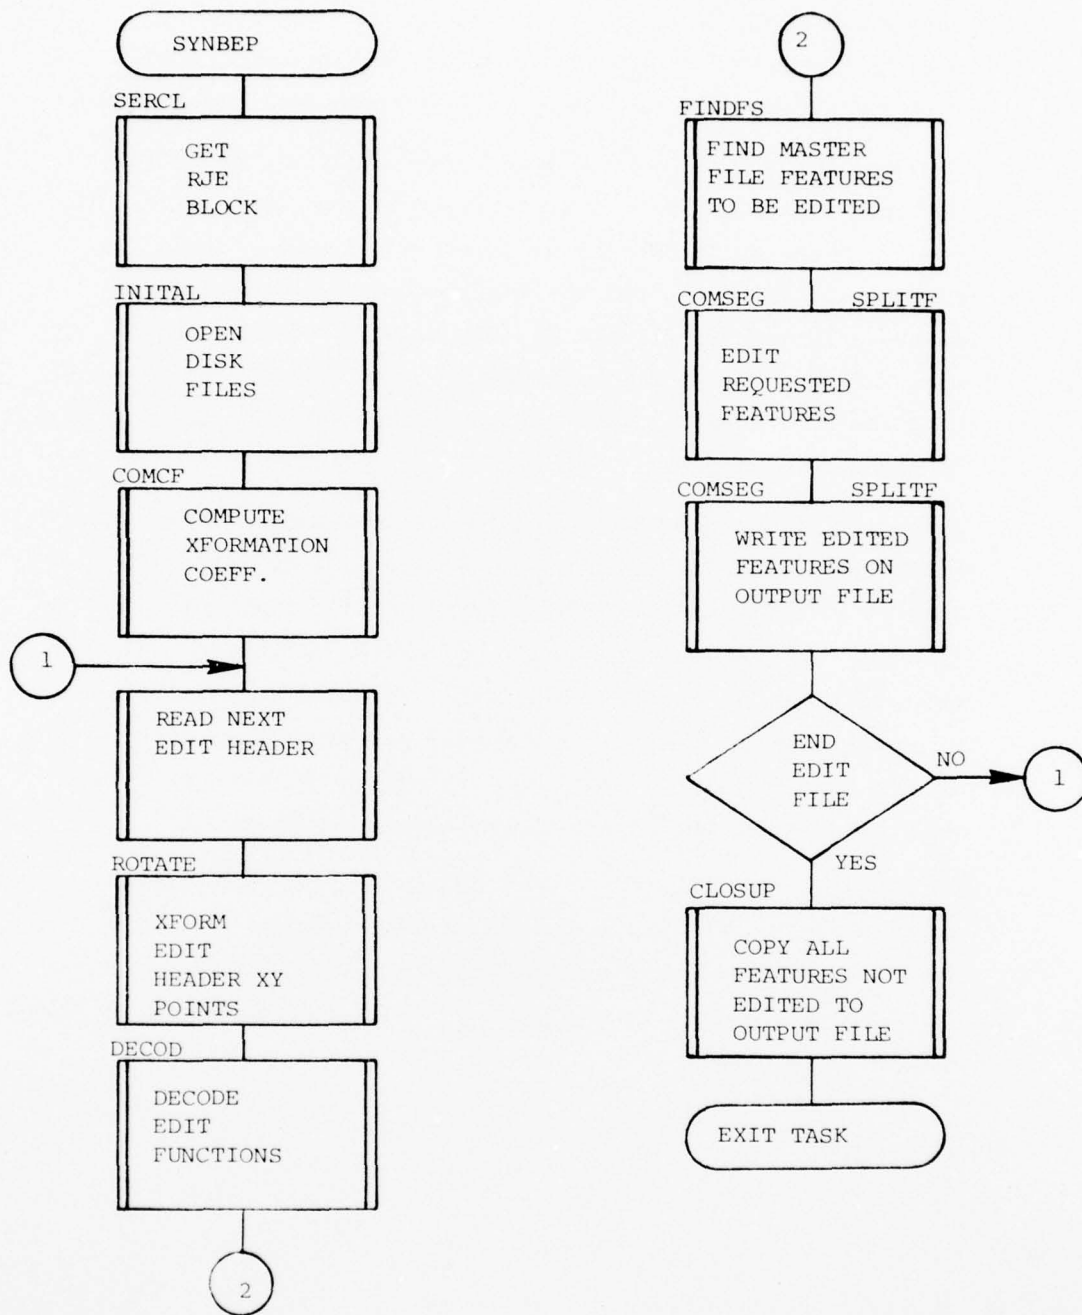 SYNBEP
SERCL
GET
RJE
BLOCK
INITAL
OPEN
DISK
FILES
COMCF
COMPUTE
XFORMATION
COEFF.
1
READ NEXT
EDIT HEADER
ROTATE
XFORM
EDIT
HEADER XY
POINTS
DECOD
DECODE
EDIT
FUNCTIONS
2
2
FINDFS
FIND MASTER
FILE FEATURES
TO BE EDITED
COMSEG SPLITF
EDIT
REQUESTED
FEATURES
COMSEG SPLITF
WRITE EDITED
FEATURES ON
OUTPUT FILE
END
EDIT
FILE
NO
1
YES
CLOSUP
COPY ALL
FEATURES NOT
EDITED TO
OUTPUT FILE
EXIT TASK